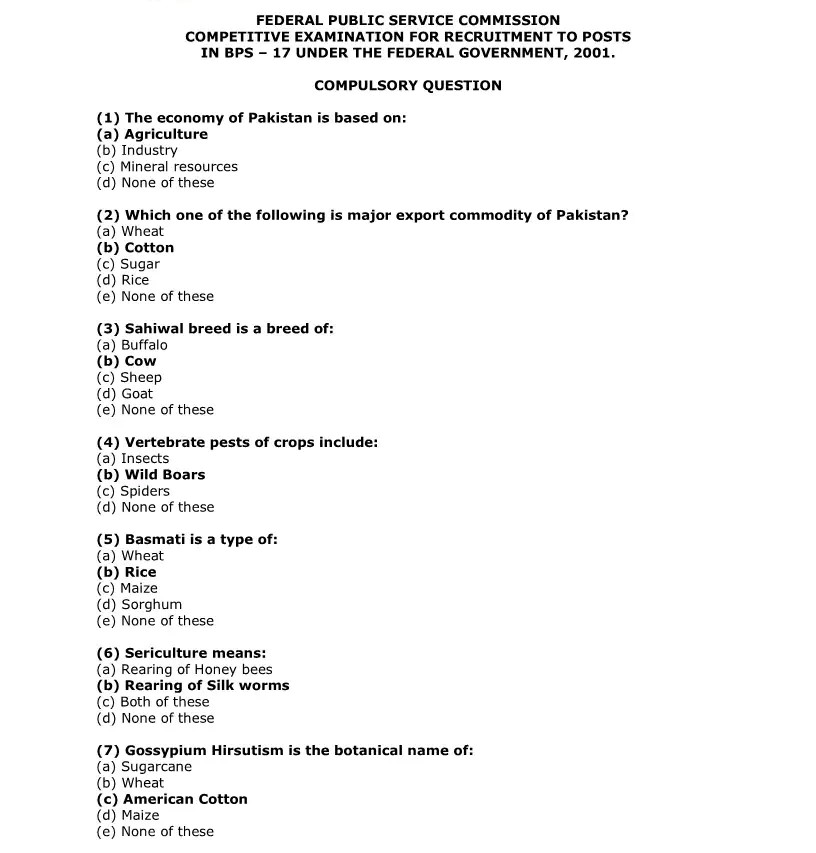 FEDERAL PUBLIC SERVICE COMMISSION
COMPETITIVE EXAMINATION FOR RECRUITMENT TO POSTS
IN BPS – 17 UNDER THE FEDERAL GOVERNMENT, 2001.
COMPULSORY QUESTION
(1) The economy of Pakistan is based on:
(a) Agriculture
(b) Industry
(c) Mineral resources
(d) None of these
(2) Which one of the following is major export commodity of Pakistan?
(a) Wheat
(b) Cotton
(c) Sugar
(d) Rice
(e) None of these
(3) Sahiwal breed is a breed of:
(a) Buffalo
(b) Cow
(c) Sheep
(d) Goat
(e) None of these
(4) Vertebrate pests of crops include:
(a) Insects
(b) Wild Boars
(c) Spiders
(d) None of these
(5) Basmati is a type of:
(a) Wheat
(b) Rice
(c) Maize
(d) Sorghum
(e) None of these
(6) Sericulture means:
(a) Rearing of Honey bees
(b) Rearing of Silk worms
(c) Both of these
(d) None of these
(7) Gossypium Hirsutism is the botanical name of:
(a) Sugarcane
(b) Wheat
(c) American Cotton
(d) Maize
(e) None of these